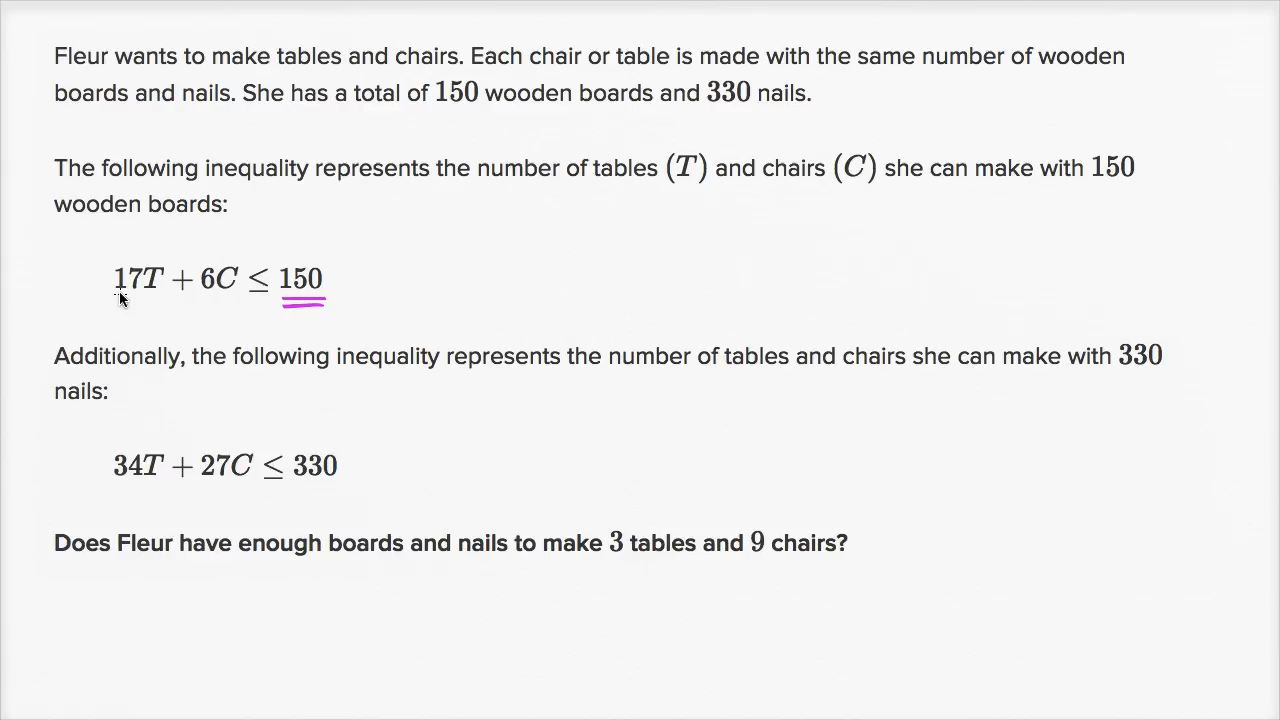 Fleur wants to make tables and chairs. Each chair or table is made with the same number of wooden
boards and nails. She has a total of 150 wooden boards and 330 nails.
The following inequality represents the number of tables (T) and chairs (C) she can make with 150
wooden boards:
17T + 6C ≤ 150
Additionally, the following inequality represents the number of tables and chairs she can make with 330
nails:
34T + 27C ≤ 330
Does Fleur have enough boards and nails to make 3 tables and 9 chairs?